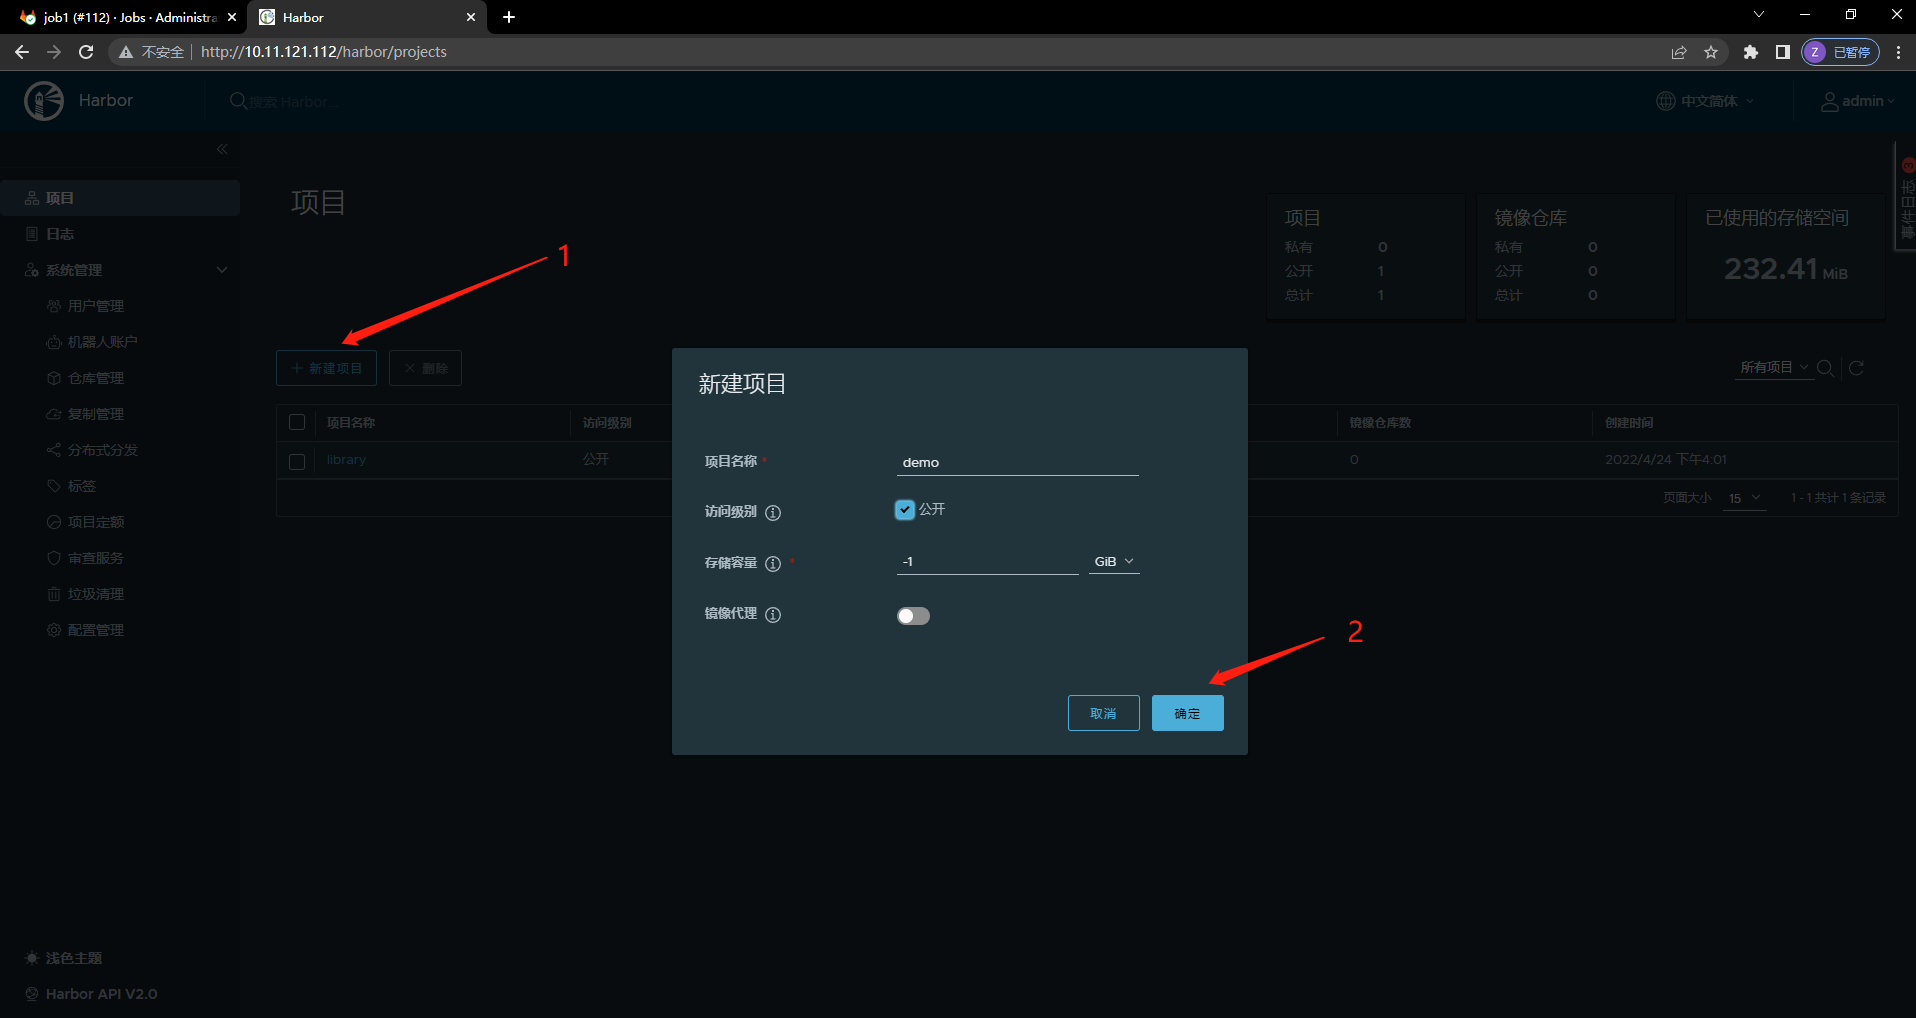 job1 (#112) · Jobs · Administra
Harbor
不安全
http://10.11.121.112/harbor/projects
Z
已暂停
Harbor
搜索 Harbor...
中文简体
admin
项目
日志
系统管理
用户管理
机器人账户
仓库管理
复制管理
分布式分发
标签
项目定额
审查服务
垃圾清理
配置管理
浅色主题
Harbor API V2.0
项目
项目
私有 0
公开 1
总计 1
镜像仓库
私有 0
公开 0
总计 0
已使用的存储空间
232.41 MiB
事件日志
1
+ 新建项目
× 删除
所有项目
项目名称
访问级别
镜像仓库数
创建时间
library
公开
0
2022/4/24 下午4:01
页面大小
15
1 - 1 共计 1 条记录
新建项目
项目名称 *
demo
访问级别
公开
存储容量 *
-1
GiB
镜像代理
2
取消
确定